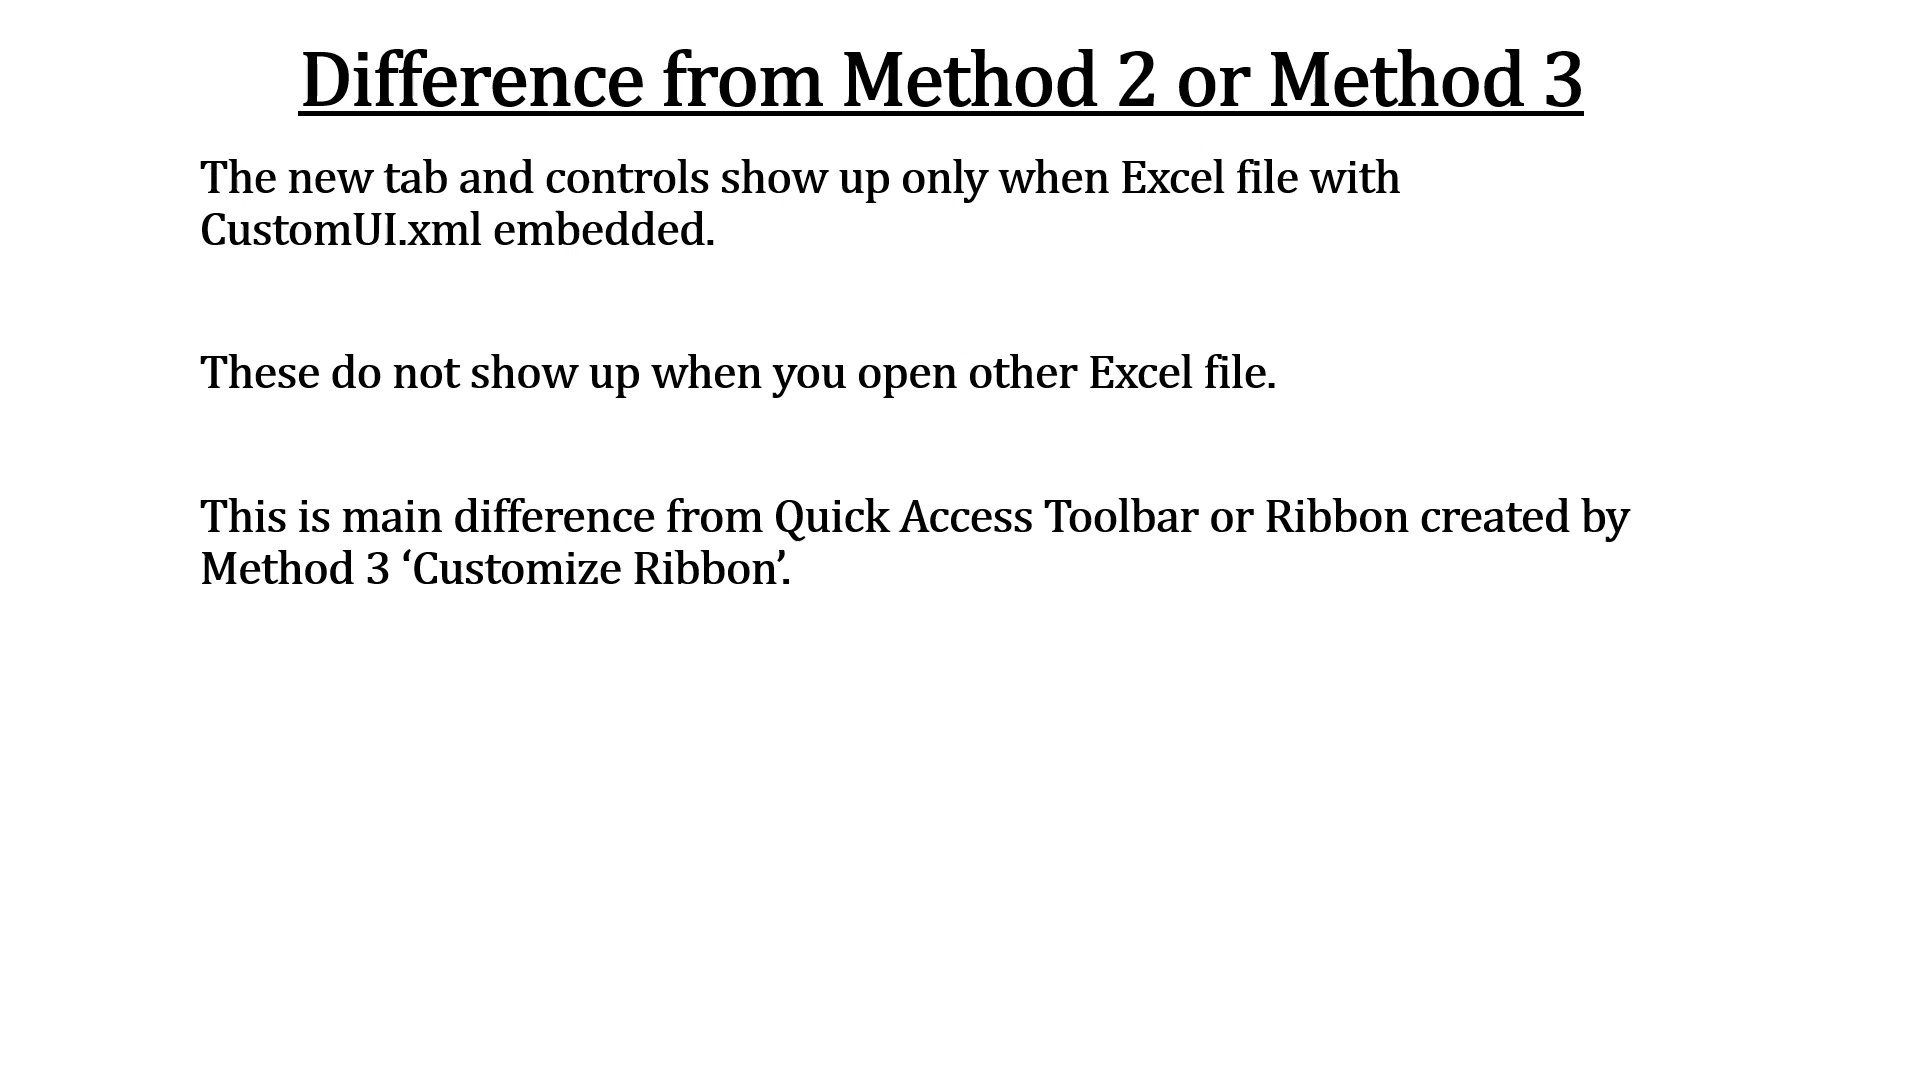 Difference from Method 2 or Method 3
The new tab and controls show up only when Excel file with
CustomUI.xml embedded.
These do not show up when you open other Excel file.
This is main difference from Quick Access Toolbar or Ribbon created by
Method 3 ‘Customize Ribbon’.